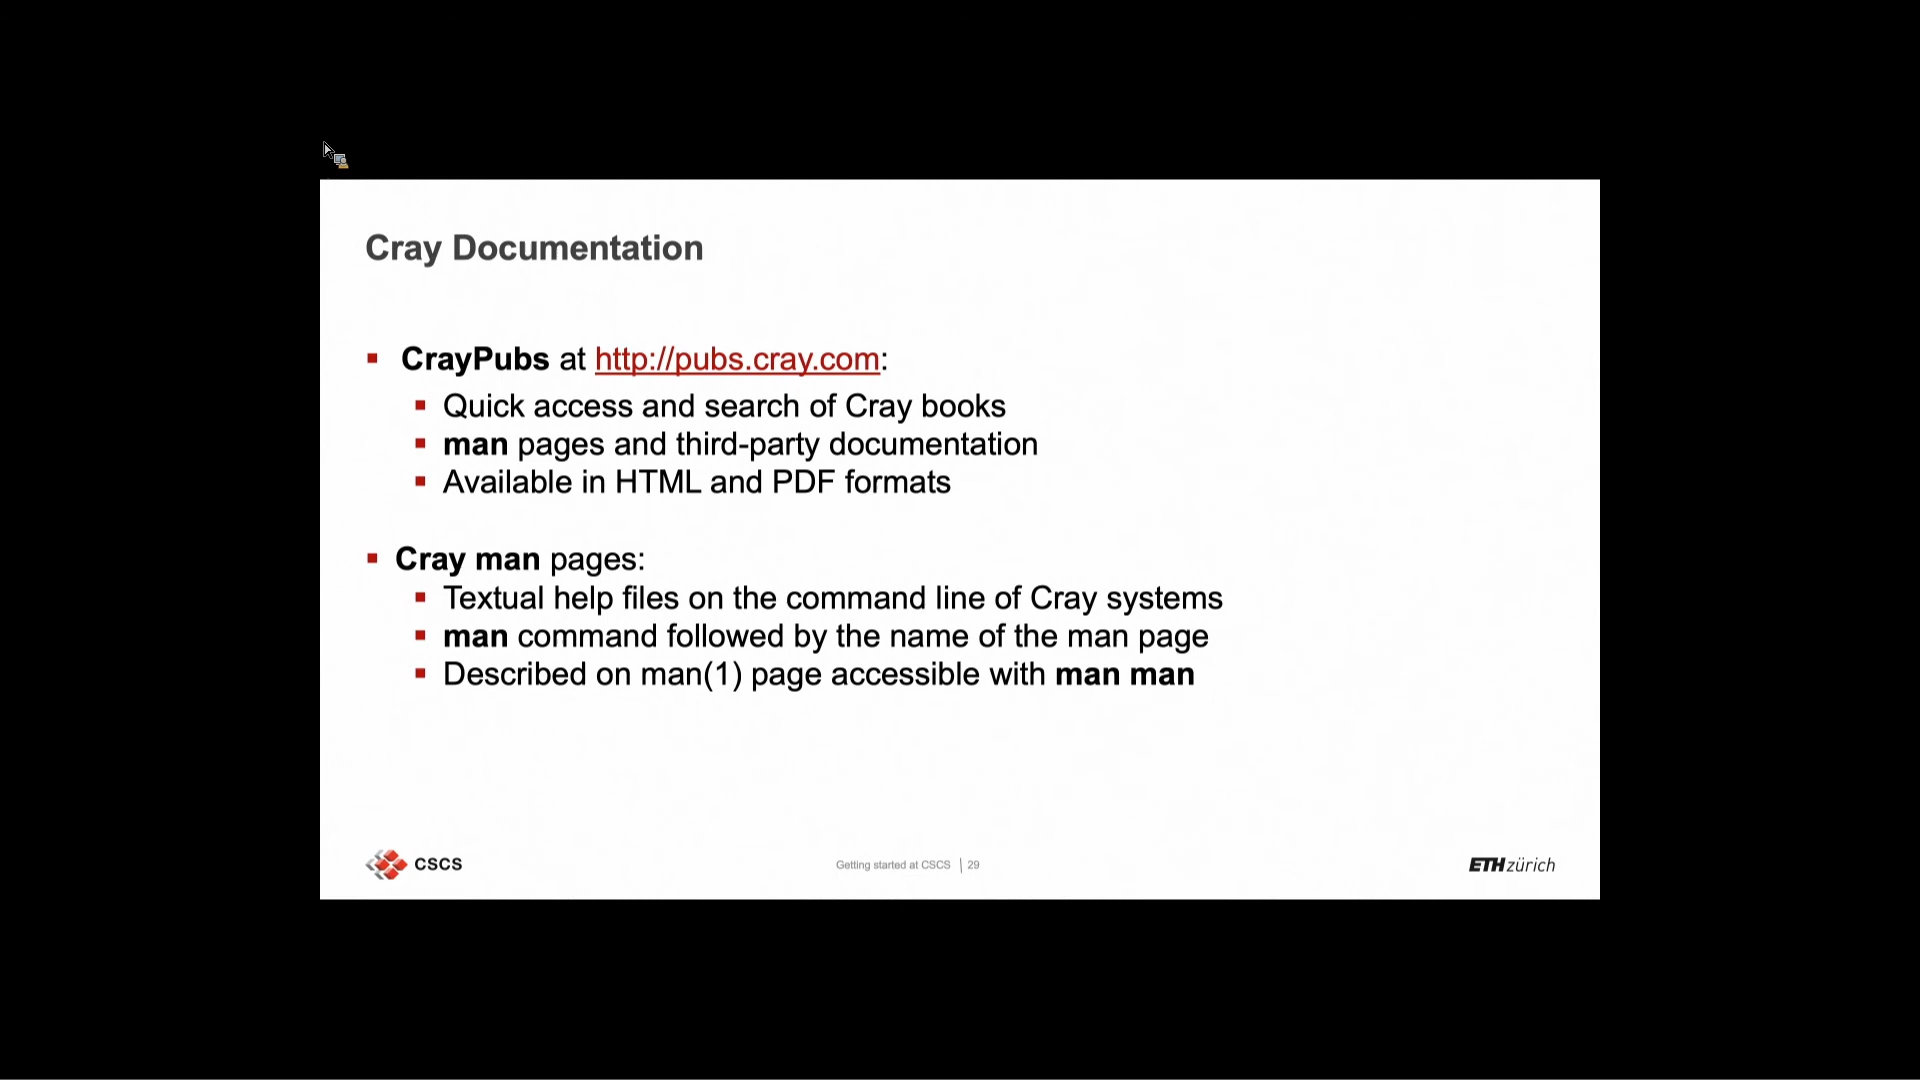 Cray Documentation
▪ CrayPubs at http://pubs.cray.com:
▪ Quick access and search of Cray books
▪ man pages and third-party documentation
▪ Available in HTML and PDF formats
▪ Cray man pages:
▪ Textual help files on the command line of Cray systems
▪ man command followed by the name of the man page
▪ Described on man(1) page accessible with man man
CSCS
Getting started at CSCS | 29
ETH zürich